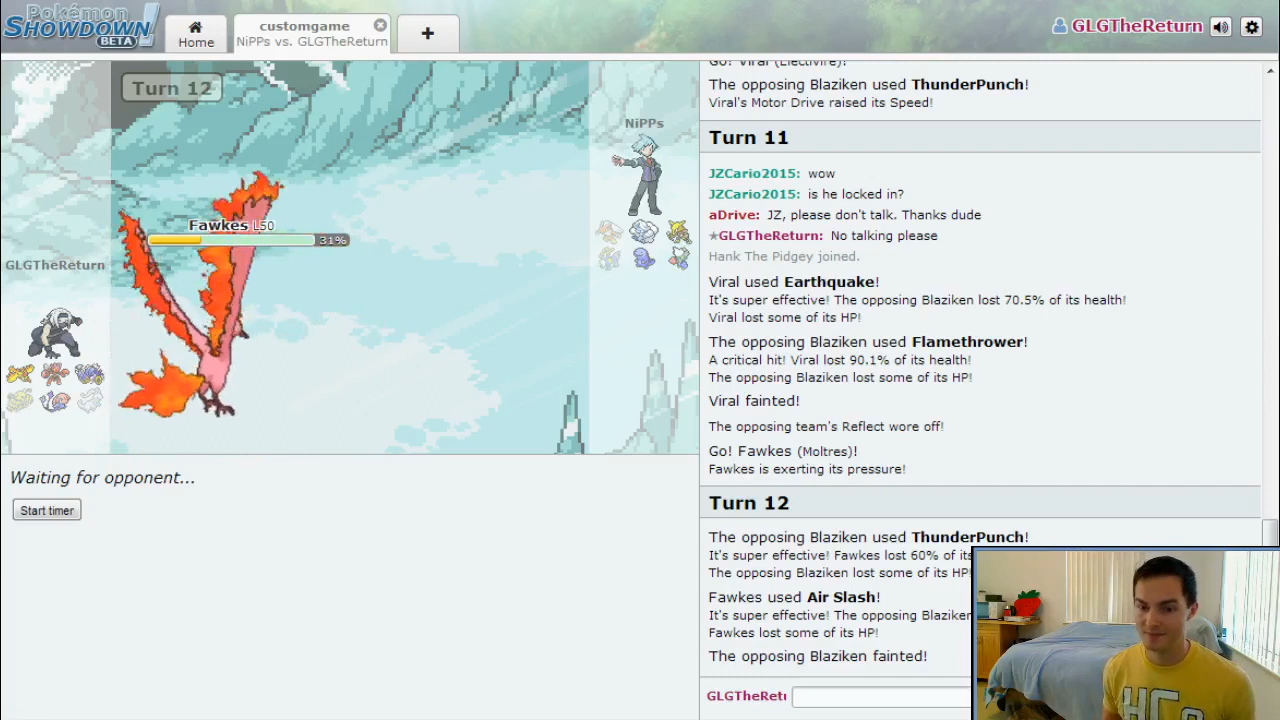 Pokémon
SHOWDOWN!
BETA
Home
customgame
NiPPs vs. GLGTheReturn
+
GLGTheReturn
Turn 12
NiPPs
Fawkes L50
31%
GLGTheReturn
Waiting for opponent...
Start timer
Go! Viral (Electivire)!
The opposing Blaziken used ThunderPunch!
Viral's Motor Drive raised its Speed!
Turn 11
JZCario2015: wow
JZCario2015: is he locked in?
aDrive: JZ, please don't talk. Thanks dude
★GLGTheReturn: No talking please
Hank The Pidgey joined.
Viral used Earthquake!
It's super effective! The opposing Blaziken lost 70.5% of its health!
Viral lost some of its HP!
The opposing Blaziken used Flamethrower!
A critical hit! Viral lost 90.1% of its health!
The opposing Blaziken lost some of its HP!
Viral fainted!
The opposing team's Reflect wore off!
Go! Fawkes (Moltres)!
Fawkes is exerting its pressure!
Turn 12
The opposing Blaziken used ThunderPunch!
It's super effective! Fawkes lost 60% of its
The opposing Blaziken lost some of its HP
Fawkes used Air Slash!
It's super effective! The opposing Blaziken
Fawkes lost some of its HP!
The opposing Blaziken fainted!
GLGTheRetu